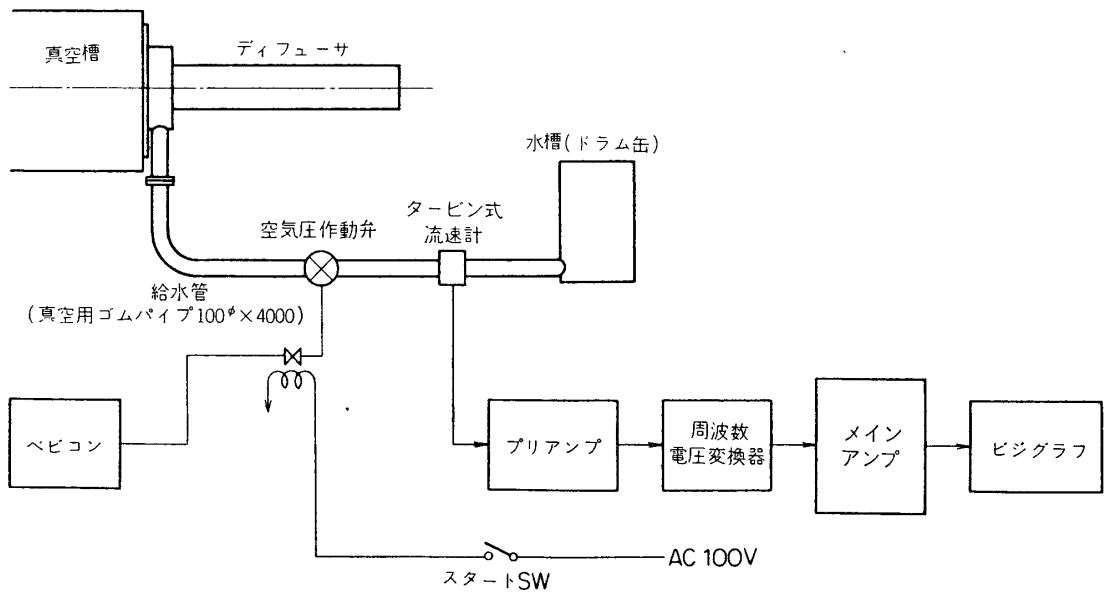 真空槽
ディフューサ
水槽(ドラム缶)
タービン式
流速計
空気圧作動弁
給水管
(真空用ゴムパイプ100φ×4000)
ベビコン
プリアンプ
周波数
電圧変換器
メイン
アンプ
ビジグラフ
AC 100V
スタートSW